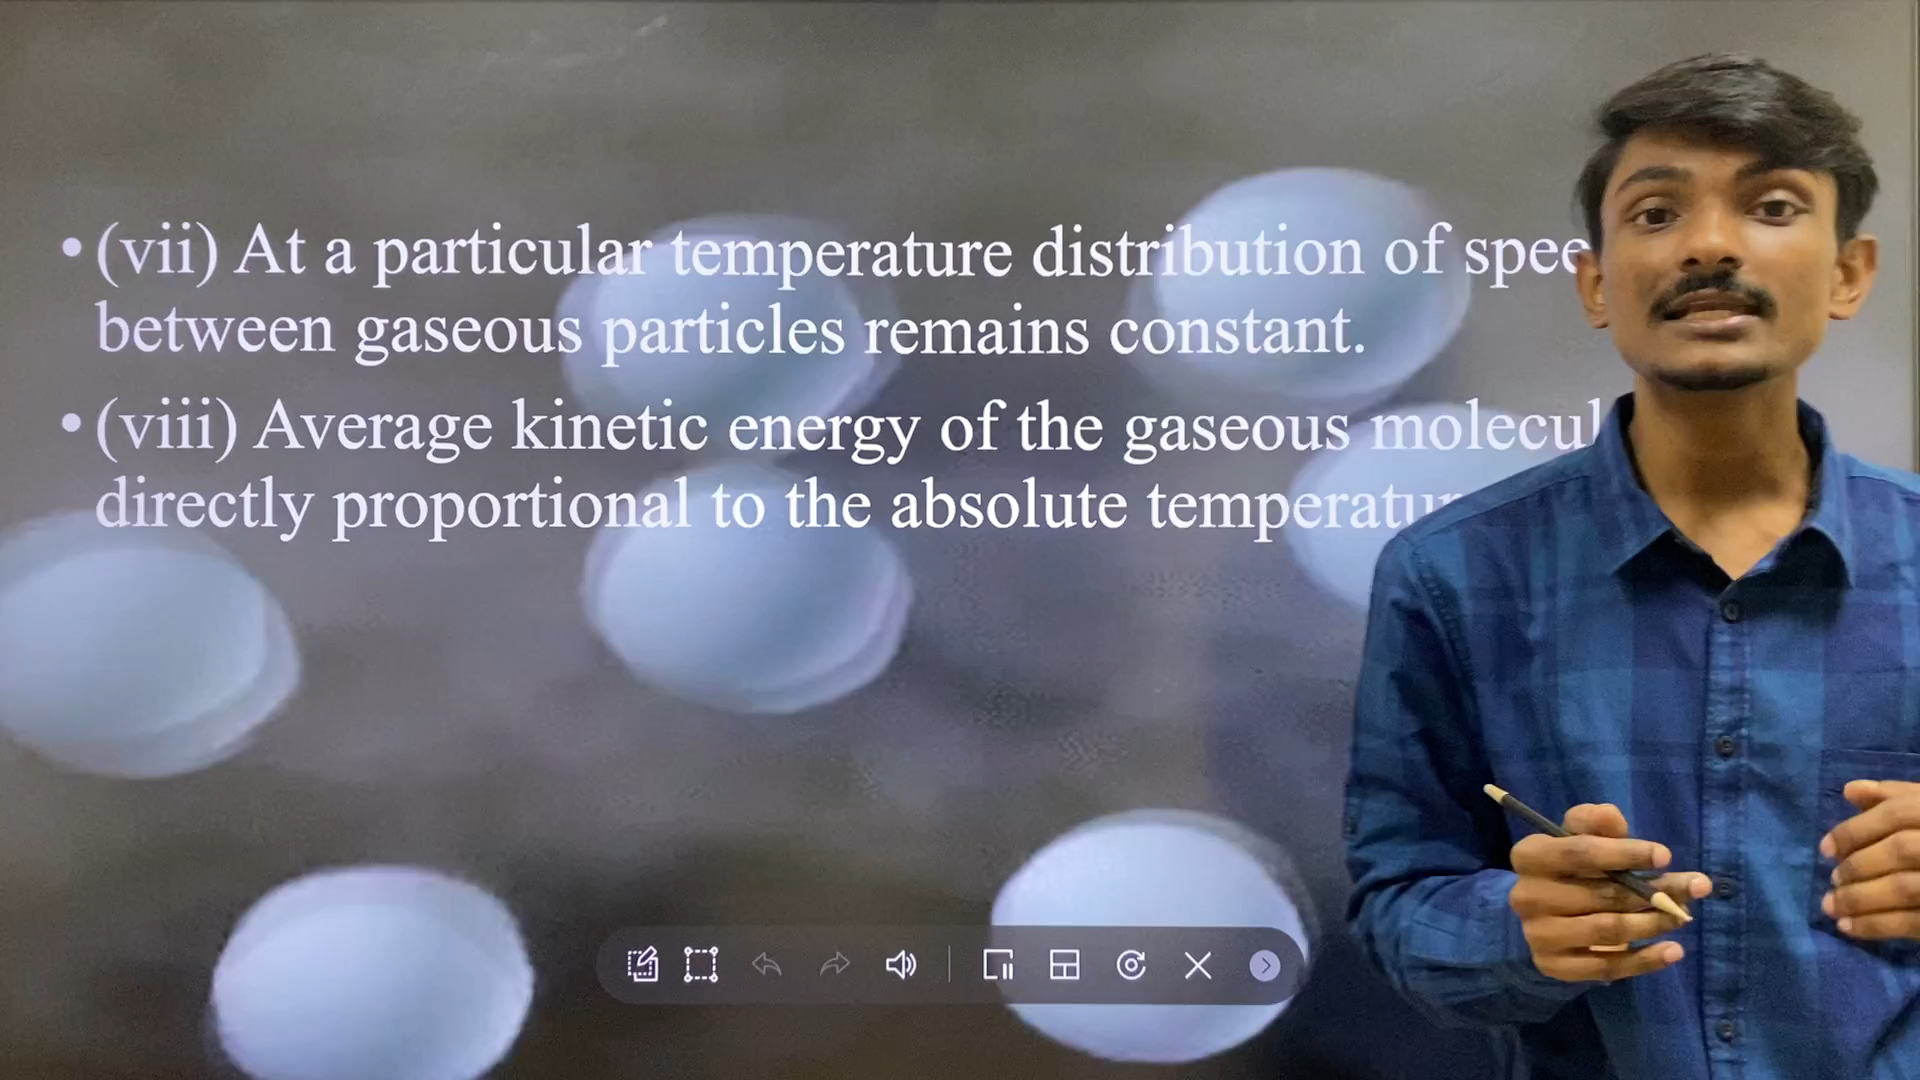 • (vii) At a particular temperature distribution of spee
between gaseous particles remains constant.
• (viii) Average kinetic energy of the gaseous molecul
directly proportional to the absolute temperatur